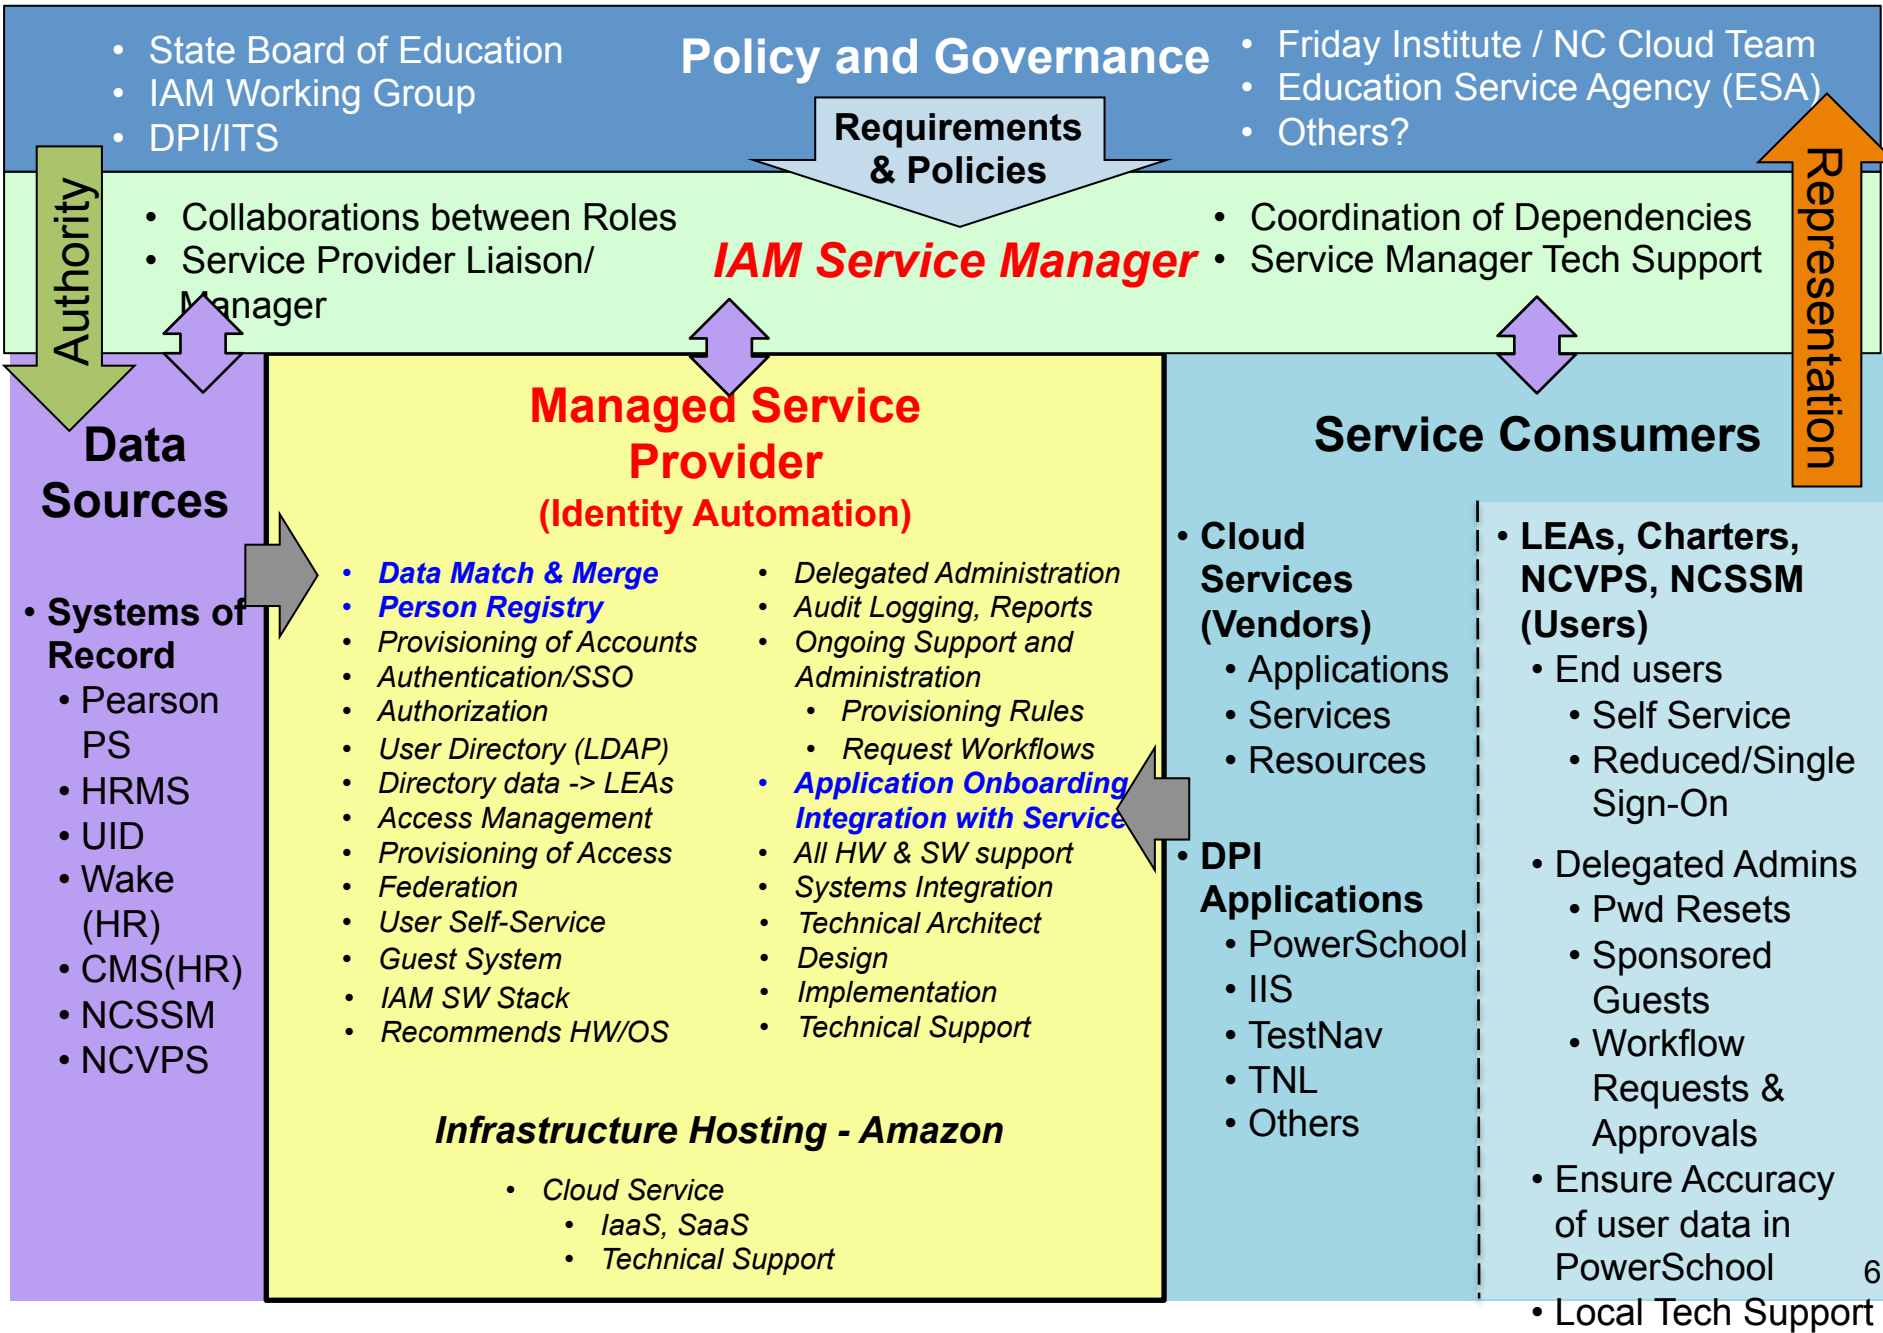 • State Board of Education
• IAM Working Group
• DPI/ITS
Policy and Governance
Requirements
& Policies
• Friday Institute / NC Cloud Team
• Education Service Agency (ESA)
• Others?
Authority
• Collaborations between Roles
• Service Provider Liaison/
Manager
IAM Service Manager
• Coordination of Dependencies
• Service Manager Tech Support
Representation
Data
Sources
• Systems of
Record
• Pearson
PS
• HRMS
• UID
• Wake
(HR)
• CMS(HR)
• NCSSM
• NCVPS
Managed Service
Provider
(Identity Automation)
• Data Match & Merge
• Person Registry
• Provisioning of Accounts
• Authentication/SSO
• Authorization
• User Directory (LDAP)
• Directory data -> LEAs
• Access Management
• Provisioning of Access
• Federation
• User Self-Service
• Guest System
• IAM SW Stack
• Recommends HW/OS
• Delegated Administration
• Audit Logging, Reports
• Ongoing Support and
Administration
• Provisioning Rules
• Request Workflows
• Application Onboarding
Integration with Service
• All HW & SW support
• Systems Integration
• Technical Architect
• Design
• Implementation
• Technical Support
Infrastructure Hosting - Amazon
• Cloud Service
• IaaS, SaaS
• Technical Support
Service Consumers
• Cloud
Services
(Vendors)
• Applications
• Services
• Resources
• DPI
Applications
• PowerSchool
• IIS
• TestNav
• TNL
• Others
• LEAs, Charters,
NCVPS, NCSSM
(Users)
• End users
• Self Service
• Reduced/Single
Sign-On
• Delegated Admins
• Pwd Resets
• Sponsored
Guests
• Workflow
Requests &
Approvals
• Ensure Accuracy
of user data in
PowerSchool
• Local Tech Support
6